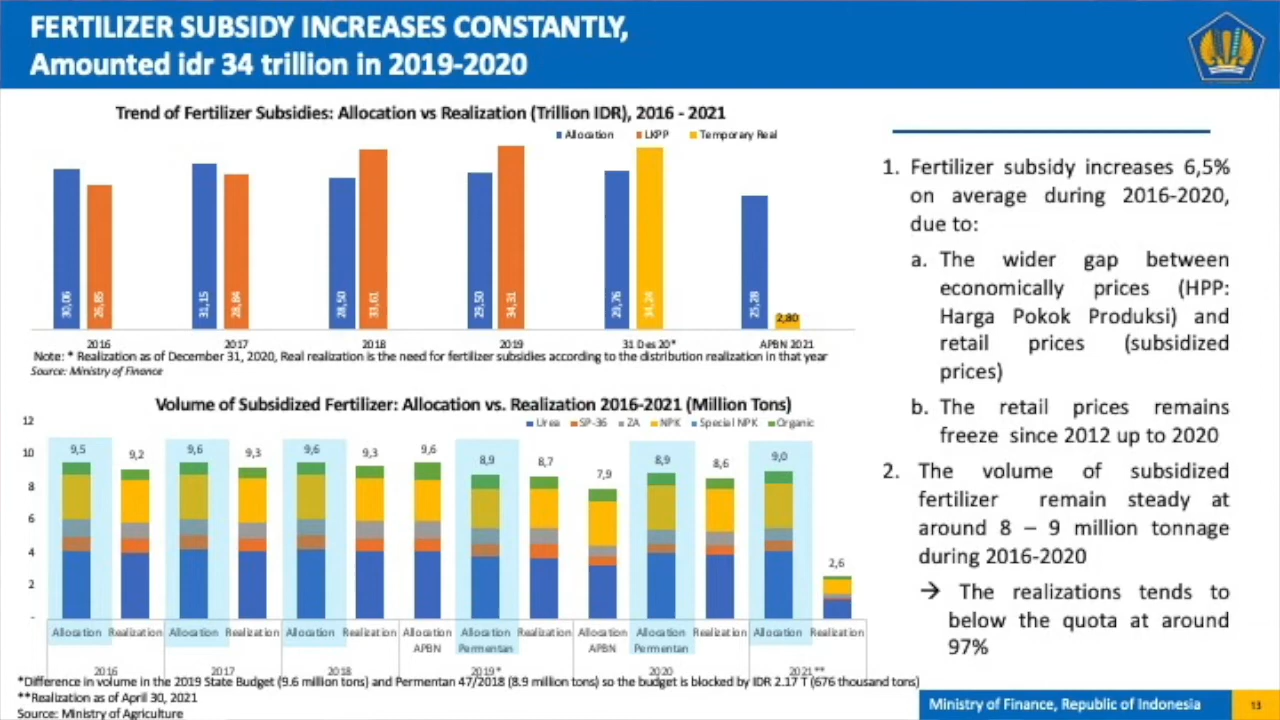 FERTILIZER SUBSIDY INCREASES CONSTANTLY,
Amounted idr 34 trillion in 2019-2020
Trend of Fertilizer Subsidies: Allocation vs Realization (Trillion IDR), 2016 - 2021
Allocation LKPP Temporary Real
30,06 26,85 31,15 28,84 28,50 33,61 29,50 34,31 29,76 34,24 25,28 2,80
2016 2017 2018 2019 31 Des 20* APBN 2021
Note: * Realization as of December 31, 2020, Real realization is the need for fertilizer subsidies according to the distribution realization in that year
Source: Ministry of Finance
Volume of Subsidized Fertilizer: Allocation vs. Realization 2016-2021 (Million Tons)
Urea SP-36 ZA NPK Special NPK Organic
12
10
8
6
4
2
-
9,5 9,2 9,6 9,3 9,6 9,3 9,6 8,9 8,7 7,9 8,9 8,6 9,0 2,6
Allocation Realization Allocation Realization Allocation Realization Allocation Allocation Realization Allocation Allocation Realization Allocation Realization
APBN Permentan APBN Permentan
2016 2017 2018 2019* 2020 2021**
*Difference in volume in the 2019 State Budget (9.6 million tons) and Permentan 47/2018 (8.9 million tons) so the budget is blocked by IDR 2.17 T (676 thousand tons)
**Realization as of April 30, 2021
Source: Ministry of Agriculture
1. Fertilizer subsidy increases 6,5%
on average during 2016-2020,
due to:
a. The wider gap between
economically prices (HPP:
Harga Pokok Produksi) and
retail prices (subsidized
prices)
b. The retail prices remains
freeze since 2012 up to 2020
2. The volume of subsidized
fertilizer remain steady at
around 8 – 9 million tonnage
during 2016-2020
→ The realizations tends to
below the quota at around
97%
Ministry of Finance, Republic of Indonesia 13